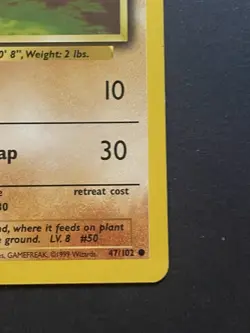 0' 8", Weight: 2 lbs.
10
ap 30
e retreat cost
30
nd, where it feeds on plant
e ground. LV. 8 #50
es, GAMEFREAK. ©1999 Wizards. 47/102 ●